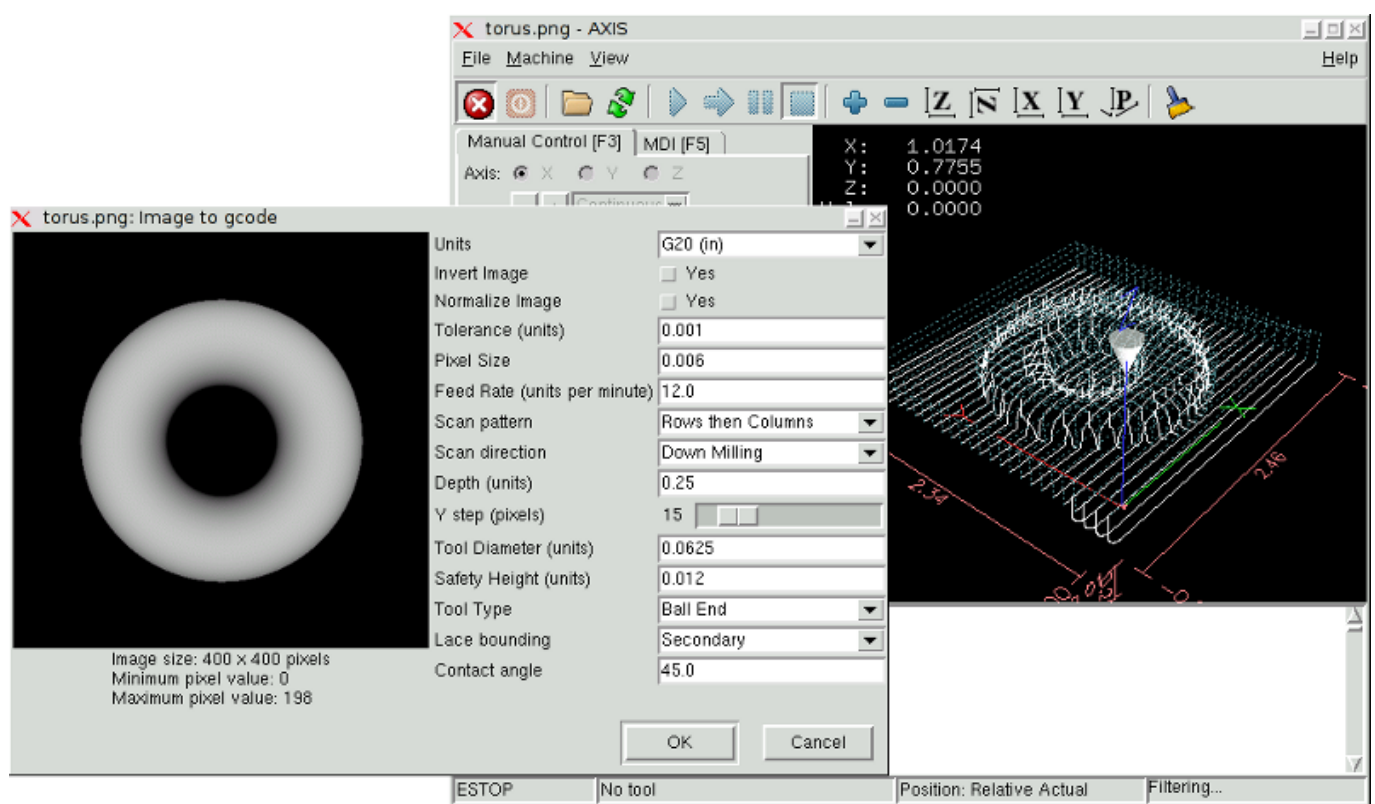 torus.png - AXIS
File Machine View Help
Z N X Y P
Manual Control [F3] MDI [F5]
Axis: X Y Z
Continuous
X: 1.0174
Y: 0.7755
Z: 0.0000
0.0000
2.34
2.46
torus.png: Image to gcode
Units G20 (in)
Invert Image Yes
Normalize Image Yes
Tolerance (units) 0.001
Pixel Size 0.006
Feed Rate (units per minute) 12.0
Scan pattern Rows then Columns
Scan direction Down Milling
Depth (units) 0.25
Y step (pixels) 15
Tool Diameter (units) 0.0625
Safety Height (units) 0.012
Tool Type Ball End
Lace bounding Secondary
Contact angle 45.0
Image size: 400 x 400 pixels
Minimum pixel value: 0
Maximum pixel value: 198
OK Cancel
ESTOP No tool Position: Relative Actual Filtering...